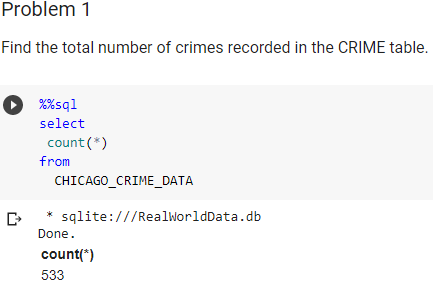 Problem 1
Find the total number of crimes recorded in the CRIME table.
%%sql
select
count(*)
from
CHICAGO_CRIME_DATA
* sqlite:///RealWorldData.db
Done.
count(*)
533